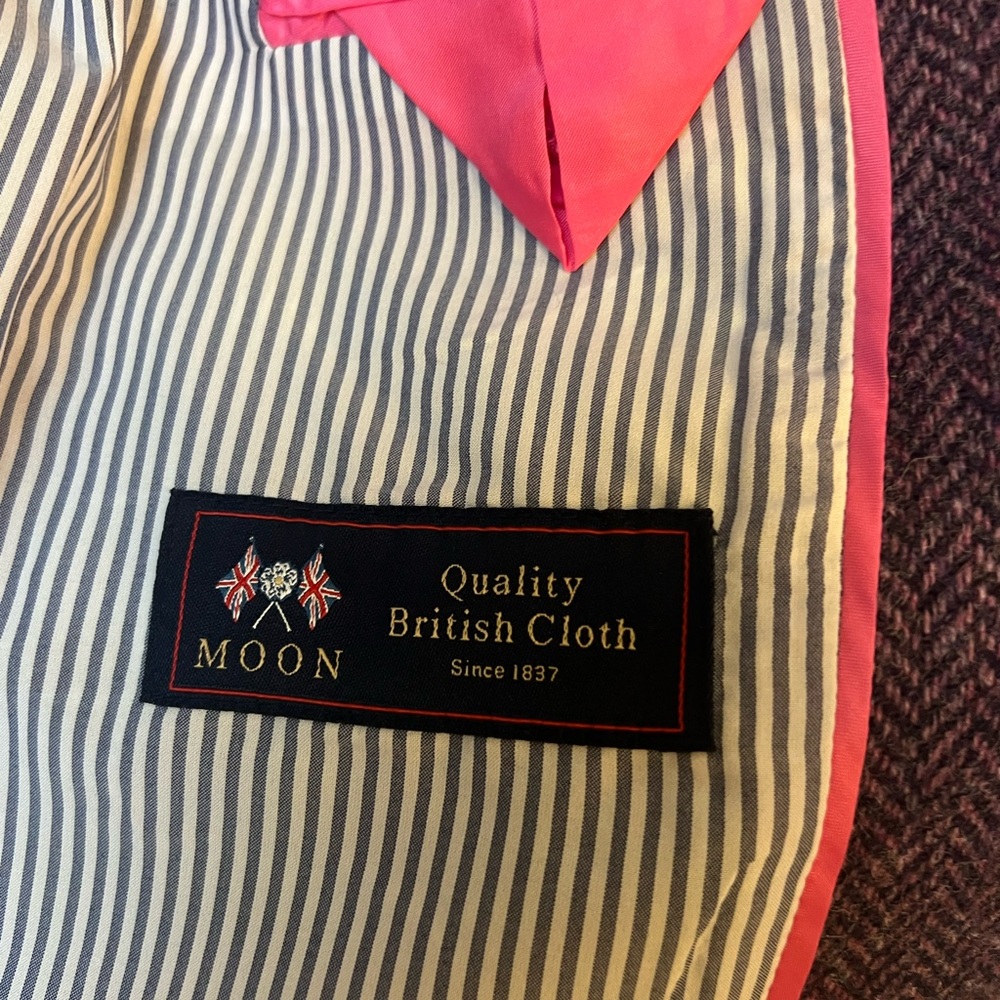 MOON
Quality
British Cloth
Since 1837